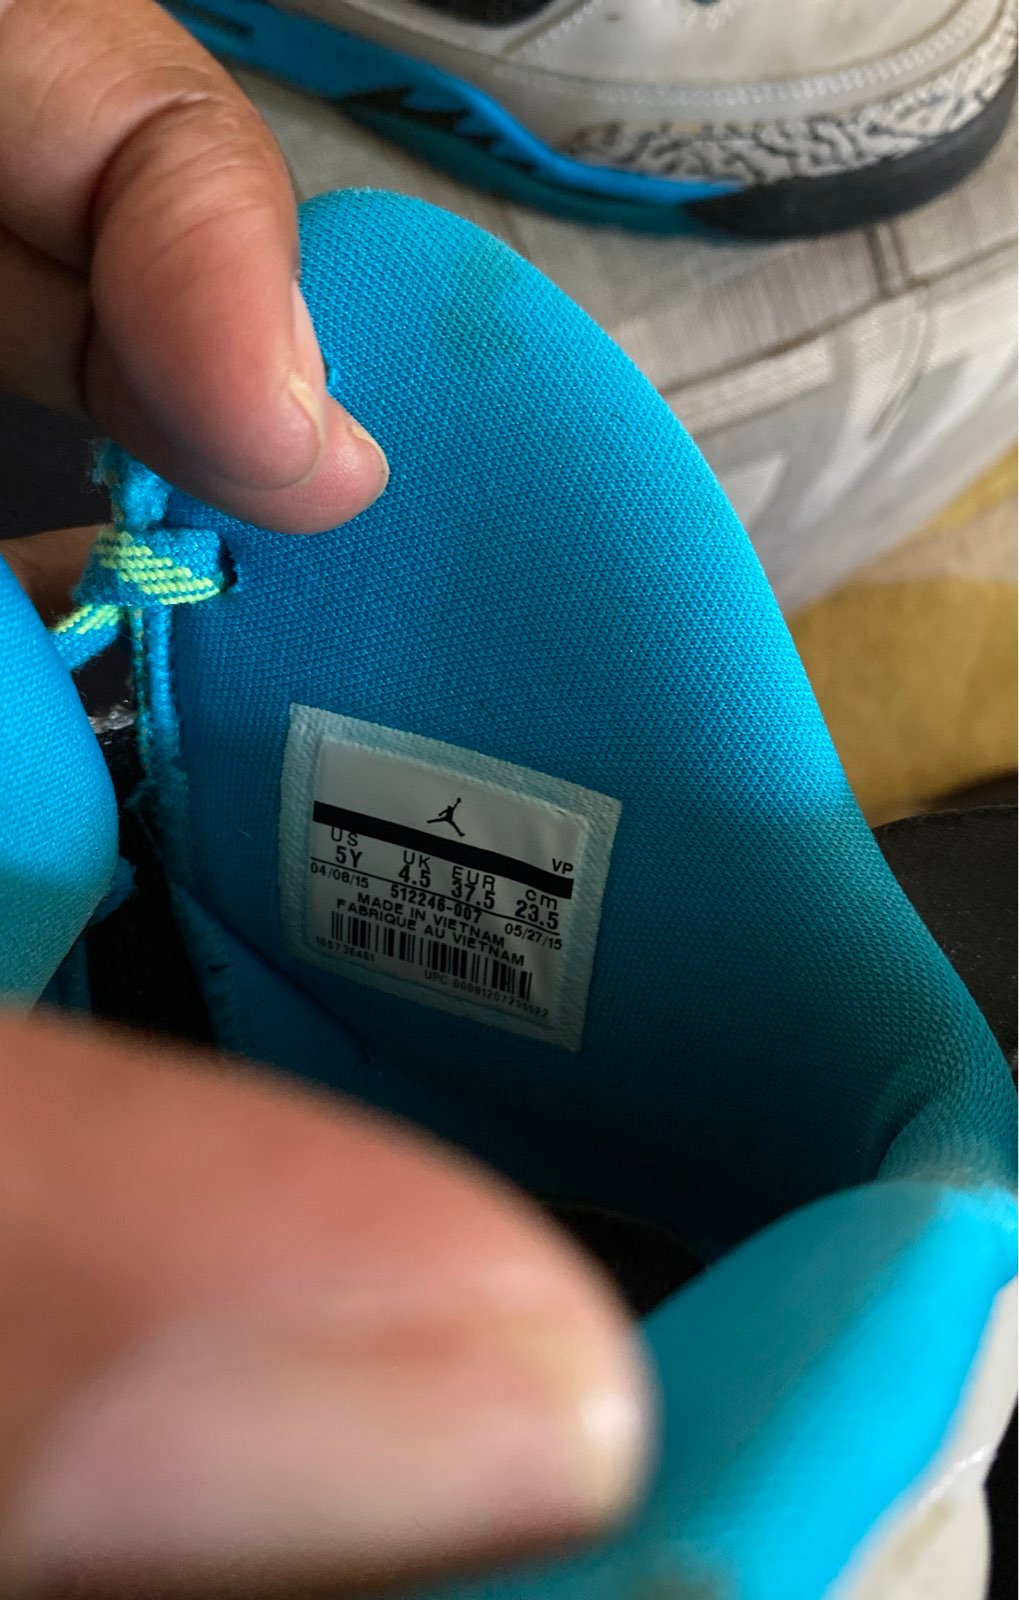 VP
US UK EUR cm
5Y 4.5 37.5 23.5
04/08/15 512246-007 05/27/15
MADE IN VIETNAM
FABRIQUE AU VIETNAM